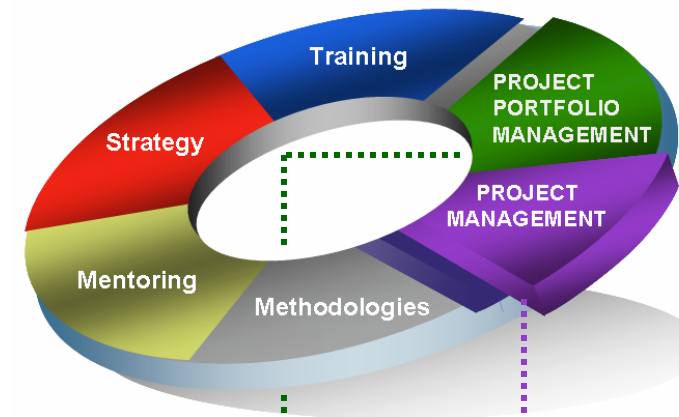 Training
PROJECT
PORTFOLIO
MANAGEMENT
Strategy
PROJECT
MANAGEMENT
Mentoring
Methodologies